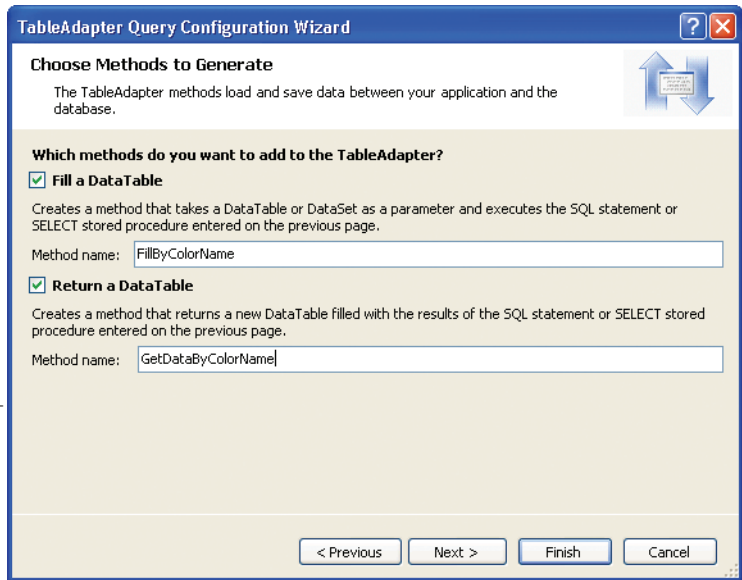 TableAdapter Query Configuration Wizard
Choose Methods to Generate
The TableAdapter methods load and save data between your application and the
database.
Which methods do you want to add to the TableAdapter?
Fill a DataTable
Creates a method that takes a DataTable or DataSet as a parameter and executes the SQL statement or
SELECT stored procedure entered on the previous page.
Method name: FillByColorName
Return a DataTable
Creates a method that returns a new DataTable filled with the results of the SQL statement or SELECT stored
procedure entered on the previous page.
Method name: GetDataByColorName
< Previous Next > Finish Cancel